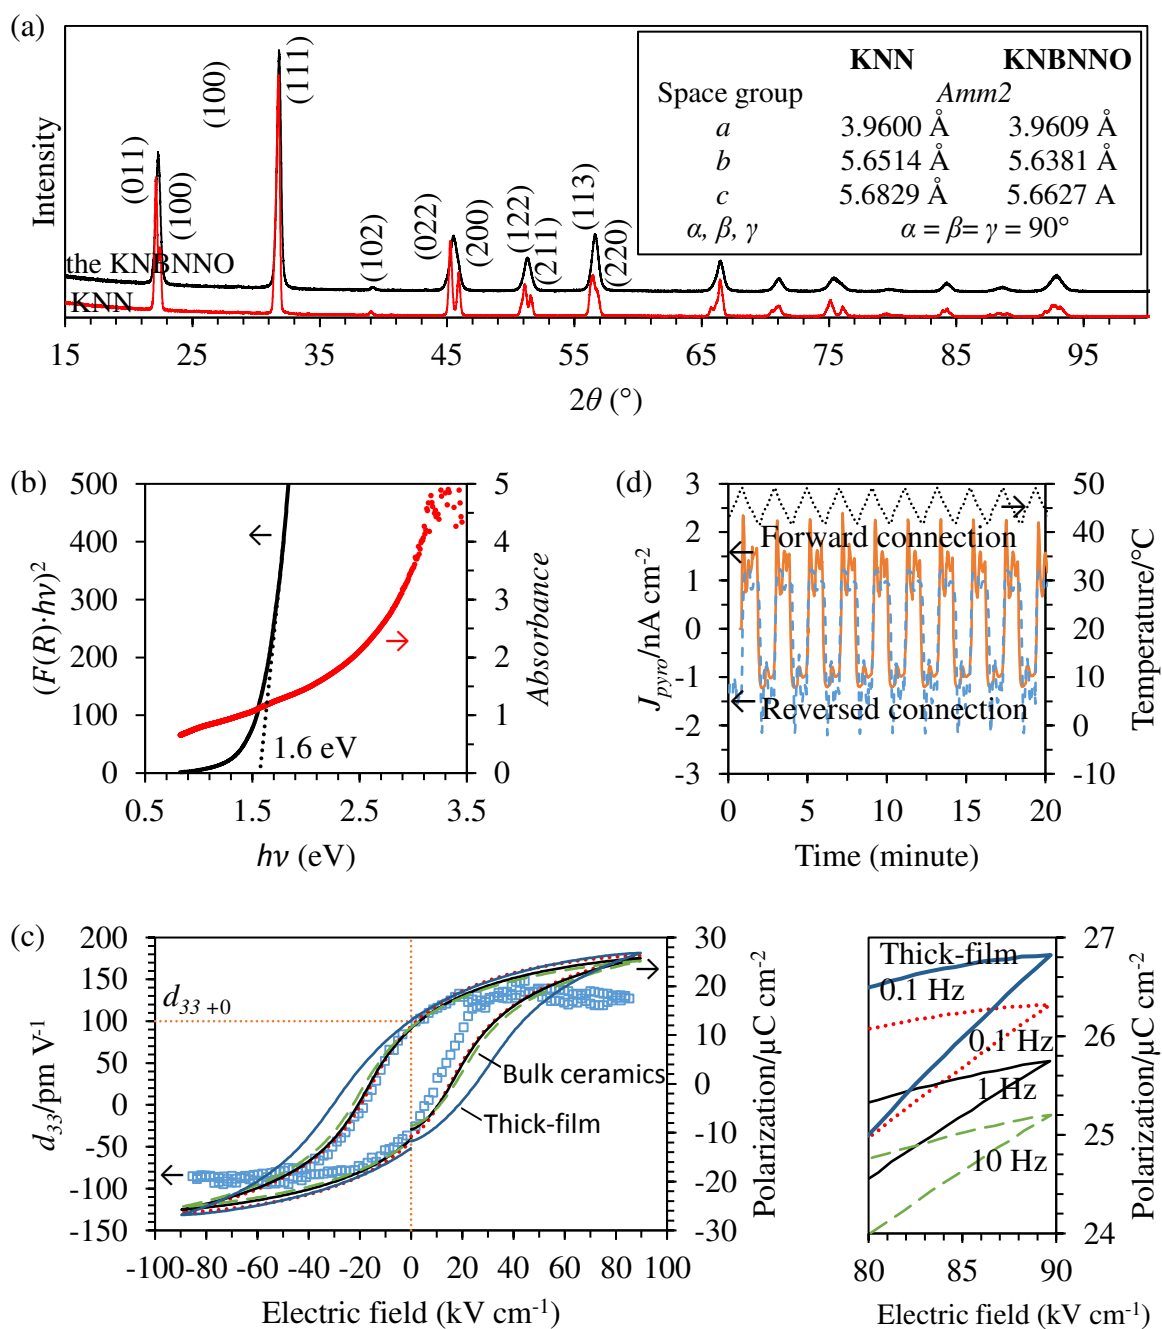 (a)
Intensity
(011)
(100)
(100)
(111)
(102)
(022)
(200)
(122)
(211)
(113)
(220)
KNN KNBNNO
Space group Amm2
a 3.9600 Å 3.9609 Å
b 5.6514 Å 5.6381 Å
c 5.6829 Å 5.6627 A
α, β, γ α = β= γ = 90°
the KNBNNO
KNN
15 25 35 45 55 65 75 85 95
2θ (°)
(b)
(F(R)·hν)²
500
400
300
200
100
0
5
4
3
2
1
0
Absorbance
1.6 eV
0.5 1.5 2.5 3.5
hν (eV)
(d)
J_pyro/nA cm⁻²
3
2
1
0
-1
-2
-3
50
40
30
20
10
0
-10
Temperature/°C
Forward connection
Reversed connection
0 5 10 15 20
Time (minute)
(c)
d₃₃/pm V⁻¹
200
150
100
50
0
-50
-100
-150
d₃₃ ₊₀
Bulk ceramics
Thick-film
30
20
10
0
-10
-20
-30
Polarization/µC cm⁻²
-100 -80 -60 -40 -20 0 20 40 60 80 100
Electric field (kV cm⁻¹)
Thick-film
0.1 Hz
0.1 Hz
1 Hz
10 Hz
27
26
25
24
Polarization/µC cm⁻²
80 85 90
Electric field (kV cm⁻¹)